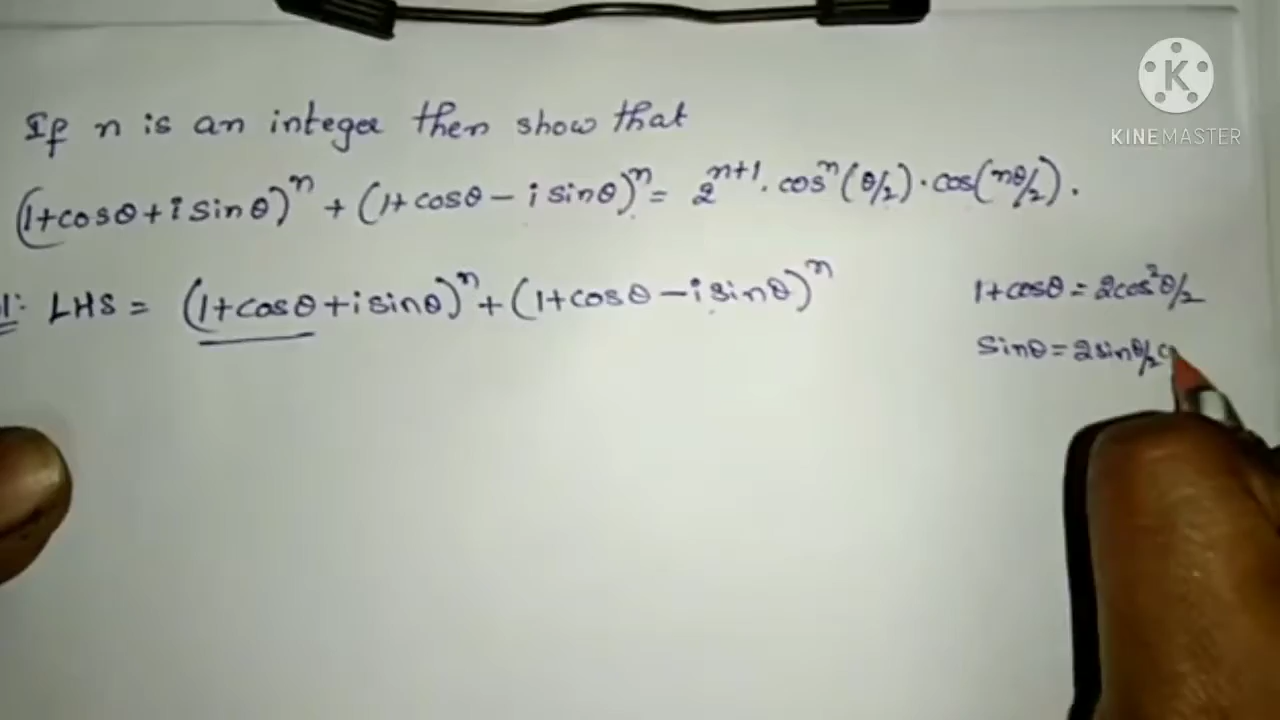 If n is an integer then show that
(1+cosθ+i sinθ)^n + (1+cosθ - i sinθ)^n = 2^(n+1) . cos^n (θ/2) . cos(nθ/2) .
LHS = (1+cosθ+i sinθ)^n + (1+cosθ - i sinθ)^n
1+cosθ = 2cos²θ/2
Sinθ = 2sinθ/2 c
K
KINEMASTER